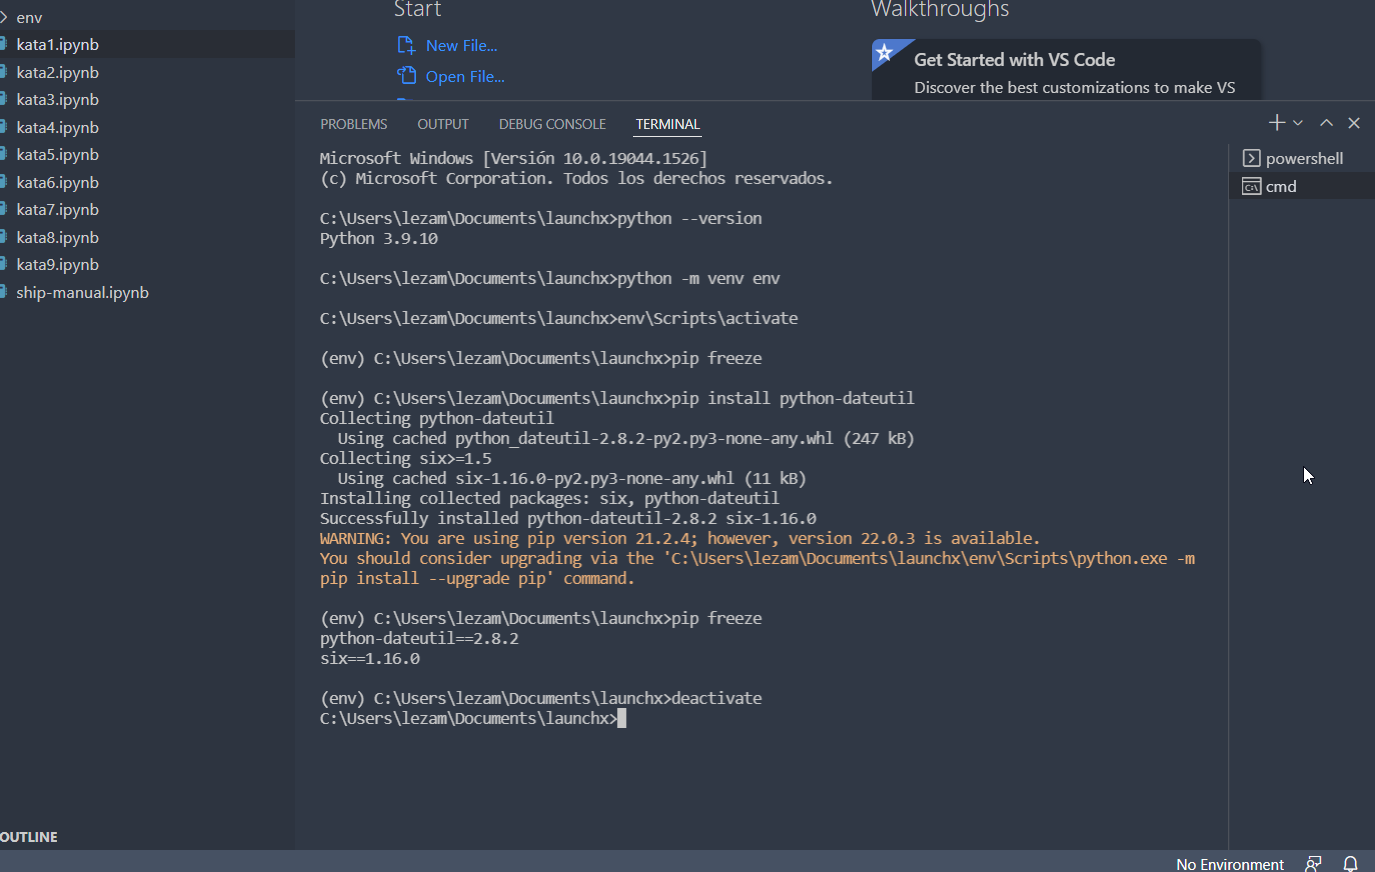 env
kata1.ipynb
kata2.ipynb
kata3.ipynb
kata4.ipynb
kata5.ipynb
kata6.ipynb
kata7.ipynb
kata8.ipynb
kata9.ipynb
ship-manual.ipynb
OUTLINE
Start
New File...
Open File...
Walkthroughs
Get Started with VS Code
Discover the best customizations to make VS
PROBLEMS OUTPUT DEBUG CONSOLE TERMINAL
Microsoft Windows [Versión 10.0.19044.1526]
(c) Microsoft Corporation. Todos los derechos reservados.
C:\Users\lezam\Documents\launchx>python --version
Python 3.9.10
C:\Users\lezam\Documents\launchx>python -m venv env
C:\Users\lezam\Documents\launchx>env\Scripts\activate
(env) C:\Users\lezam\Documents\launchx>pip freeze
(env) C:\Users\lezam\Documents\launchx>pip install python-dateutil
Collecting python-dateutil
  Using cached python_dateutil-2.8.2-py2.py3-none-any.whl (247 kB)
Collecting six>=1.5
  Using cached six-1.16.0-py2.py3-none-any.whl (11 kB)
Installing collected packages: six, python-dateutil
Successfully installed python-dateutil-2.8.2 six-1.16.0
WARNING: You are using pip version 21.2.4; however, version 22.0.3 is available.
You should consider upgrading via the 'C:\Users\lezam\Documents\launchx\env\Scripts\python.exe -m
pip install --upgrade pip' command.
(env) C:\Users\lezam\Documents\launchx>pip freeze
python-dateutil==2.8.2
six==1.16.0
(env) C:\Users\lezam\Documents\launchx>deactivate
C:\Users\lezam\Documents\launchx>
powershell
cmd
No Environment